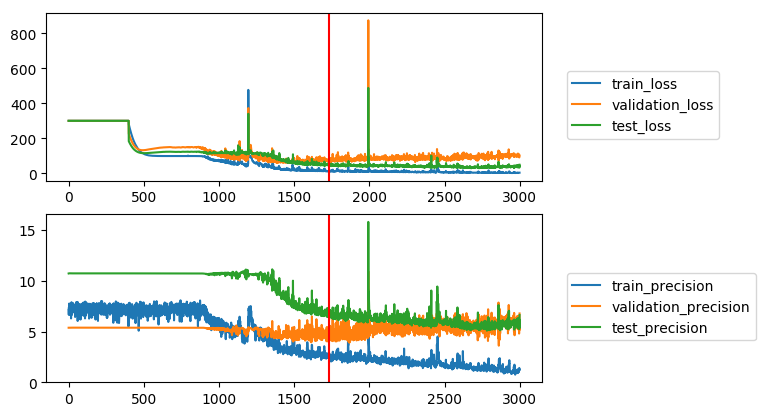 800
600
400
200
0
0 500 1000 1500 2000 2500 3000
train_loss
validation_loss
test_loss
15
10
5
0
0 500 1000 1500 2000 2500 3000
train_precision
validation_precision
test_precision